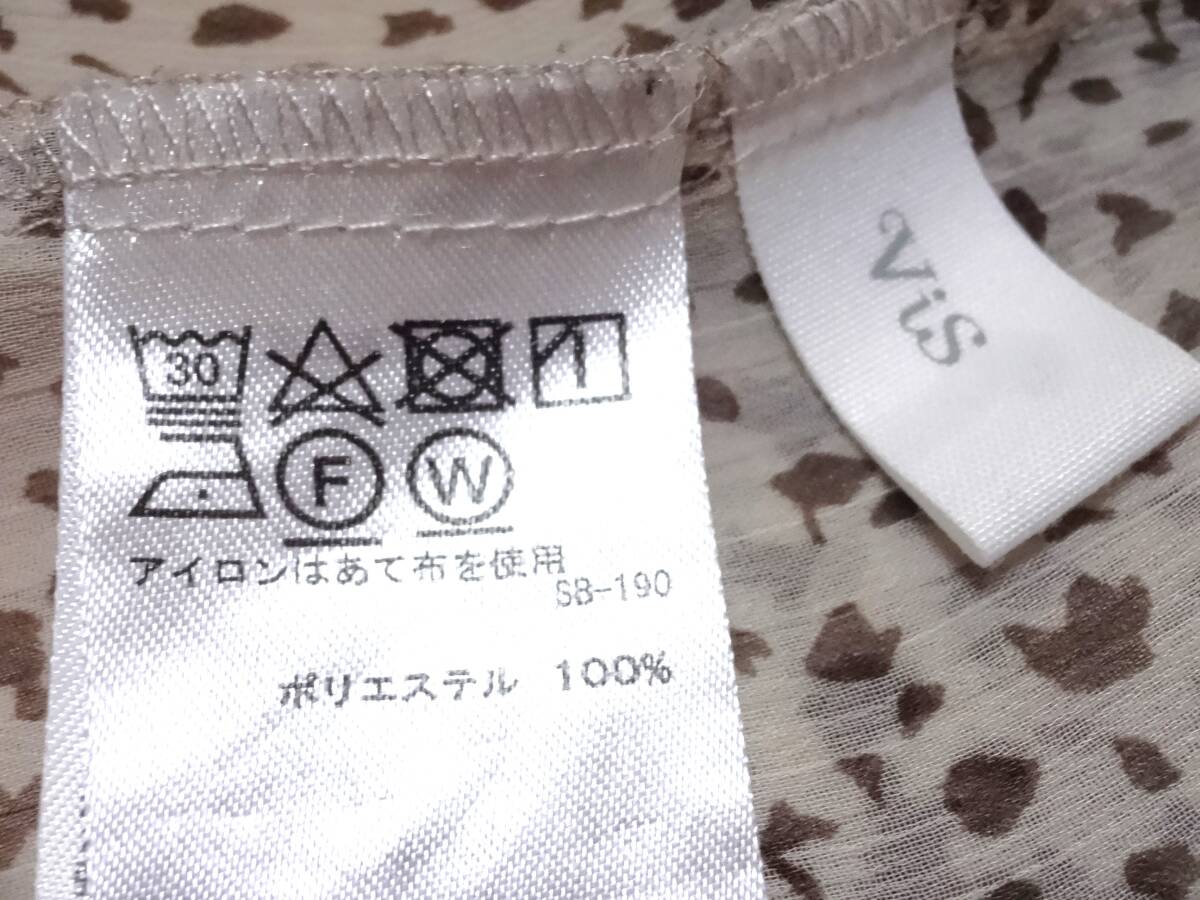 30
F W
アイロンはあて布を使用
SB-190
ポリエステル 100%
ViS